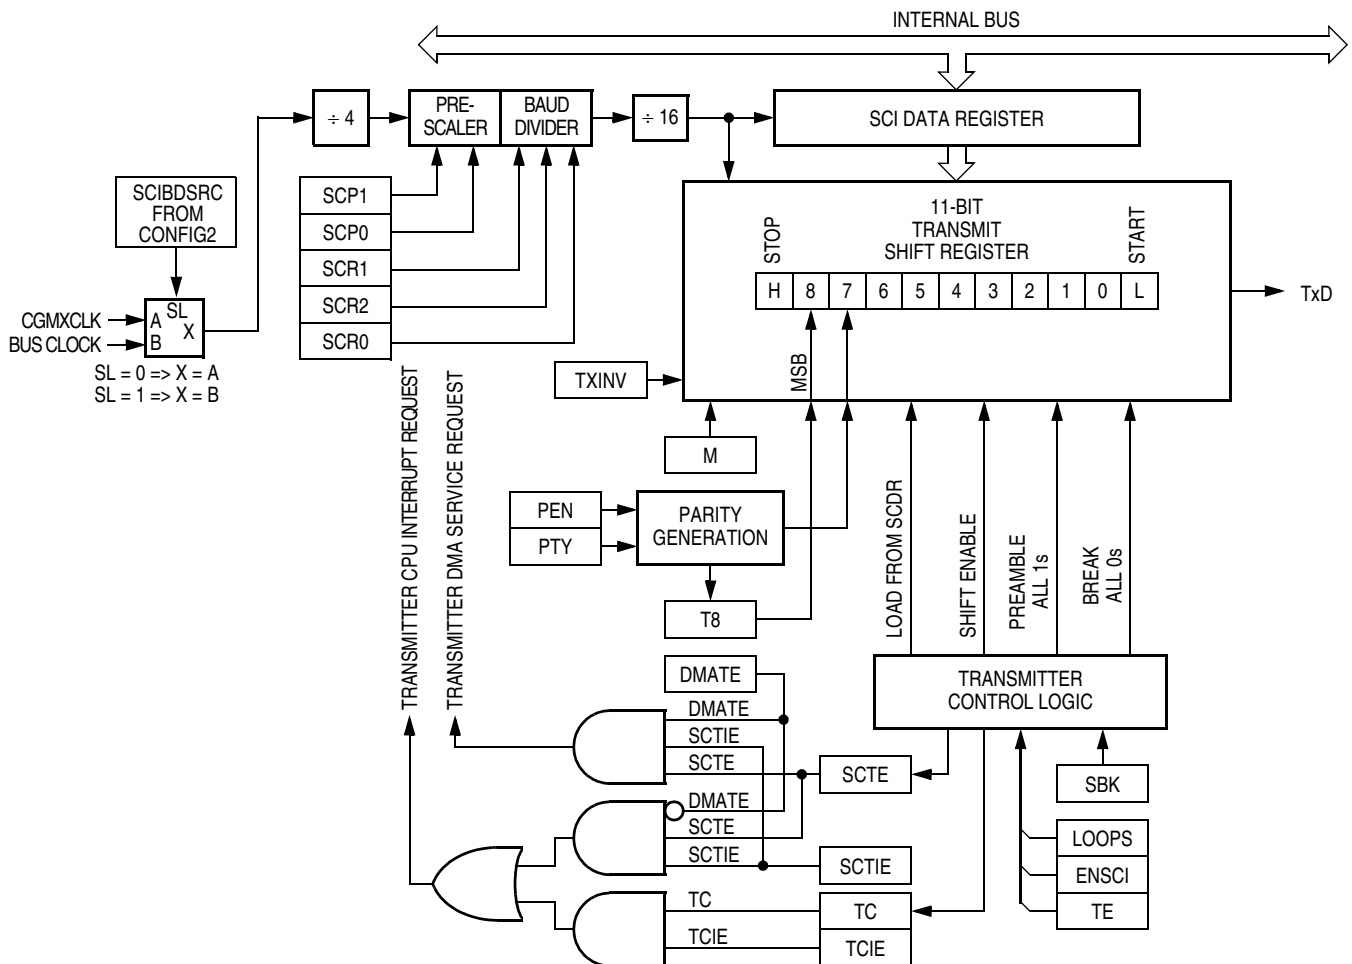 INTERNAL BUS
÷ 4
PRE-
SCALER
BAUD
DIVIDER
÷ 16
SCI DATA REGISTER
SCIBDSRC
FROM
CONFIG2
SCP1
SCP0
SCR1
SCR2
SCR0
STOP
11-BIT
TRANSMIT
SHIFT REGISTER
START
H 8 7 6 5 4 3 2 1 0 L
TxD
CGMXCLK
BUS CLOCK
A
B
SL
X
SL = 0 => X = A
SL = 1 => X = B
TXINV
MSB
M
TRANSMITTER CPU INTERRUPT REQUEST
TRANSMITTER DMA SERVICE REQUEST
PEN
PTY
PARITY
GENERATION
T8
LOAD FROM SCDR
SHIFT ENABLE
PREAMBLE
ALL 1s
BREAK
ALL 0s
TRANSMITTER
CONTROL LOGIC
DMATE
DMATE
SCTIE
SCTE
SCTE
SBK
DMATE
SCTE
SCTIE
SCTIE
LOOPS
ENSCI
TE
TC
TC
TCIE
TCIE